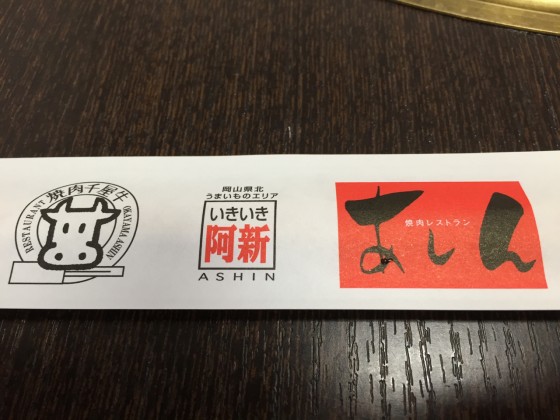 焼肉千屋牛
RESTAURANT OKAYAMA ASHIN
岡山県北
うまいものエリア
いきいき
阿新
ASHIN
焼肉レストラン
あしん